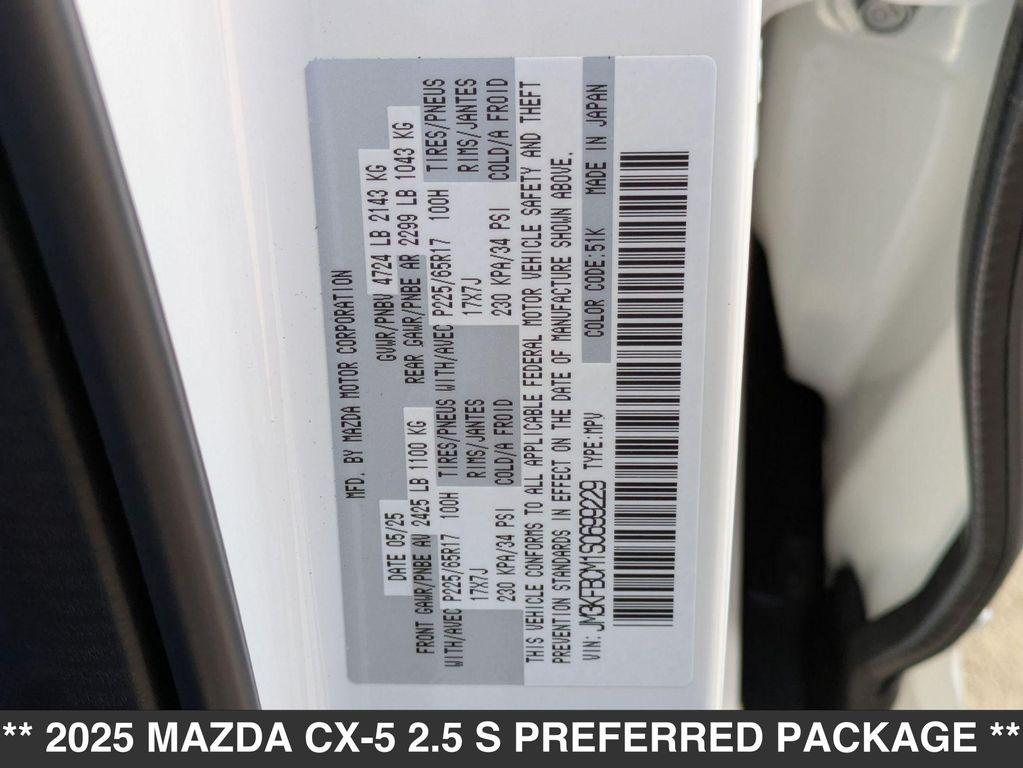 MFD. BY MAZDA MOTOR CORPORATION
DATE 05/25 GVWR/PNBV 4724 LB 2143 KG
FRONT GAWR/PNBE AV 2425 LB 1100 KG REAR GAWR/PNBE AR 2299 LB 1043 KG
WITH/AVEC P225/65R17 100H TIRES/PNEUS WITH/AVEC P225/65R17 100H TIRES/PNEUS
17X7J RIMS/JANTES 17X7J RIMS/JANTES
230 KPA/34 PSI COLD/A FROID 230 KPA/34 PSI COLD/A FROID
THIS VEHICLE CONFORMS TO ALL APPLICABLE FEDERAL MOTOR VEHICLE SAFETY AND THEFT
PREVENTION STANDARDS IN EFFECT ON THE DATE OF MANUFACTURE SHOWN ABOVE.
VIN: JM3KFBCM1S0699229 TYPE:MPV COLOR CODE:51K MADE IN JAPAN
** 2025 MAZDA CX-5 2.5 S PREFERRED PACKAGE **